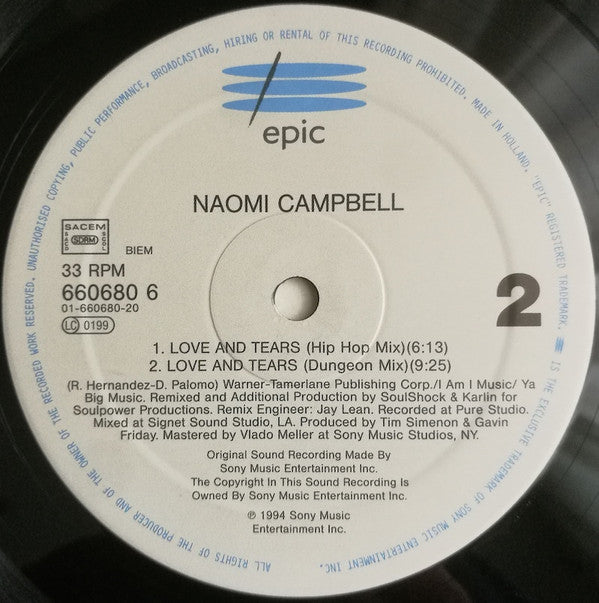 epic
NAOMI CAMPBELL
SACEM
SACD SDRM SCGL
BIEM
33 RPM
660680 6
01-660680-20
LC 0199
2
1. LOVE AND TEARS (Hip Hop Mix)(6:13)
2. LOVE AND TEARS (Dungeon Mix)(9:25)
(R. Hernandez-D. Palomo) Warner-Tamerlane Publishing Corp./I Am I Music/ Ya
Big Music. Remixed and Additional Production by SoulShock & Karlin for
Soulpower Productions. Remix Engineer: Jay Lean. Recorded at Pure Studio.
Mixed at Signet Sound Studio, LA. Produced by Tim Simenon & Gavin
Friday. Mastered by Vlado Meller at Sony Music Studios, NY.
Original Sound Recording Made By
Sony Music Entertainment Inc.
The Copyright In This Sound Recording Is
Owned By Sony Music Entertainment Inc.
℗ 1994 Sony Music
Entertainment Inc.
ALL RIGHTS OF THE PRODUCER AND OF THE OWNER OF THE RECORDED WORK RESERVED. UNAUTHORISED COPYING, PUBLIC PERFORMANCE, BROADCASTING, HIRING OR RENTAL OF THIS RECORDING PROHIBITED. MADE IN HOLLAND. "EPIC" REGISTERED TRADEMARK. IS THE EXCLUSIVE TRADEMARK OF SONY MUSIC ENTERTAINMENT INC.